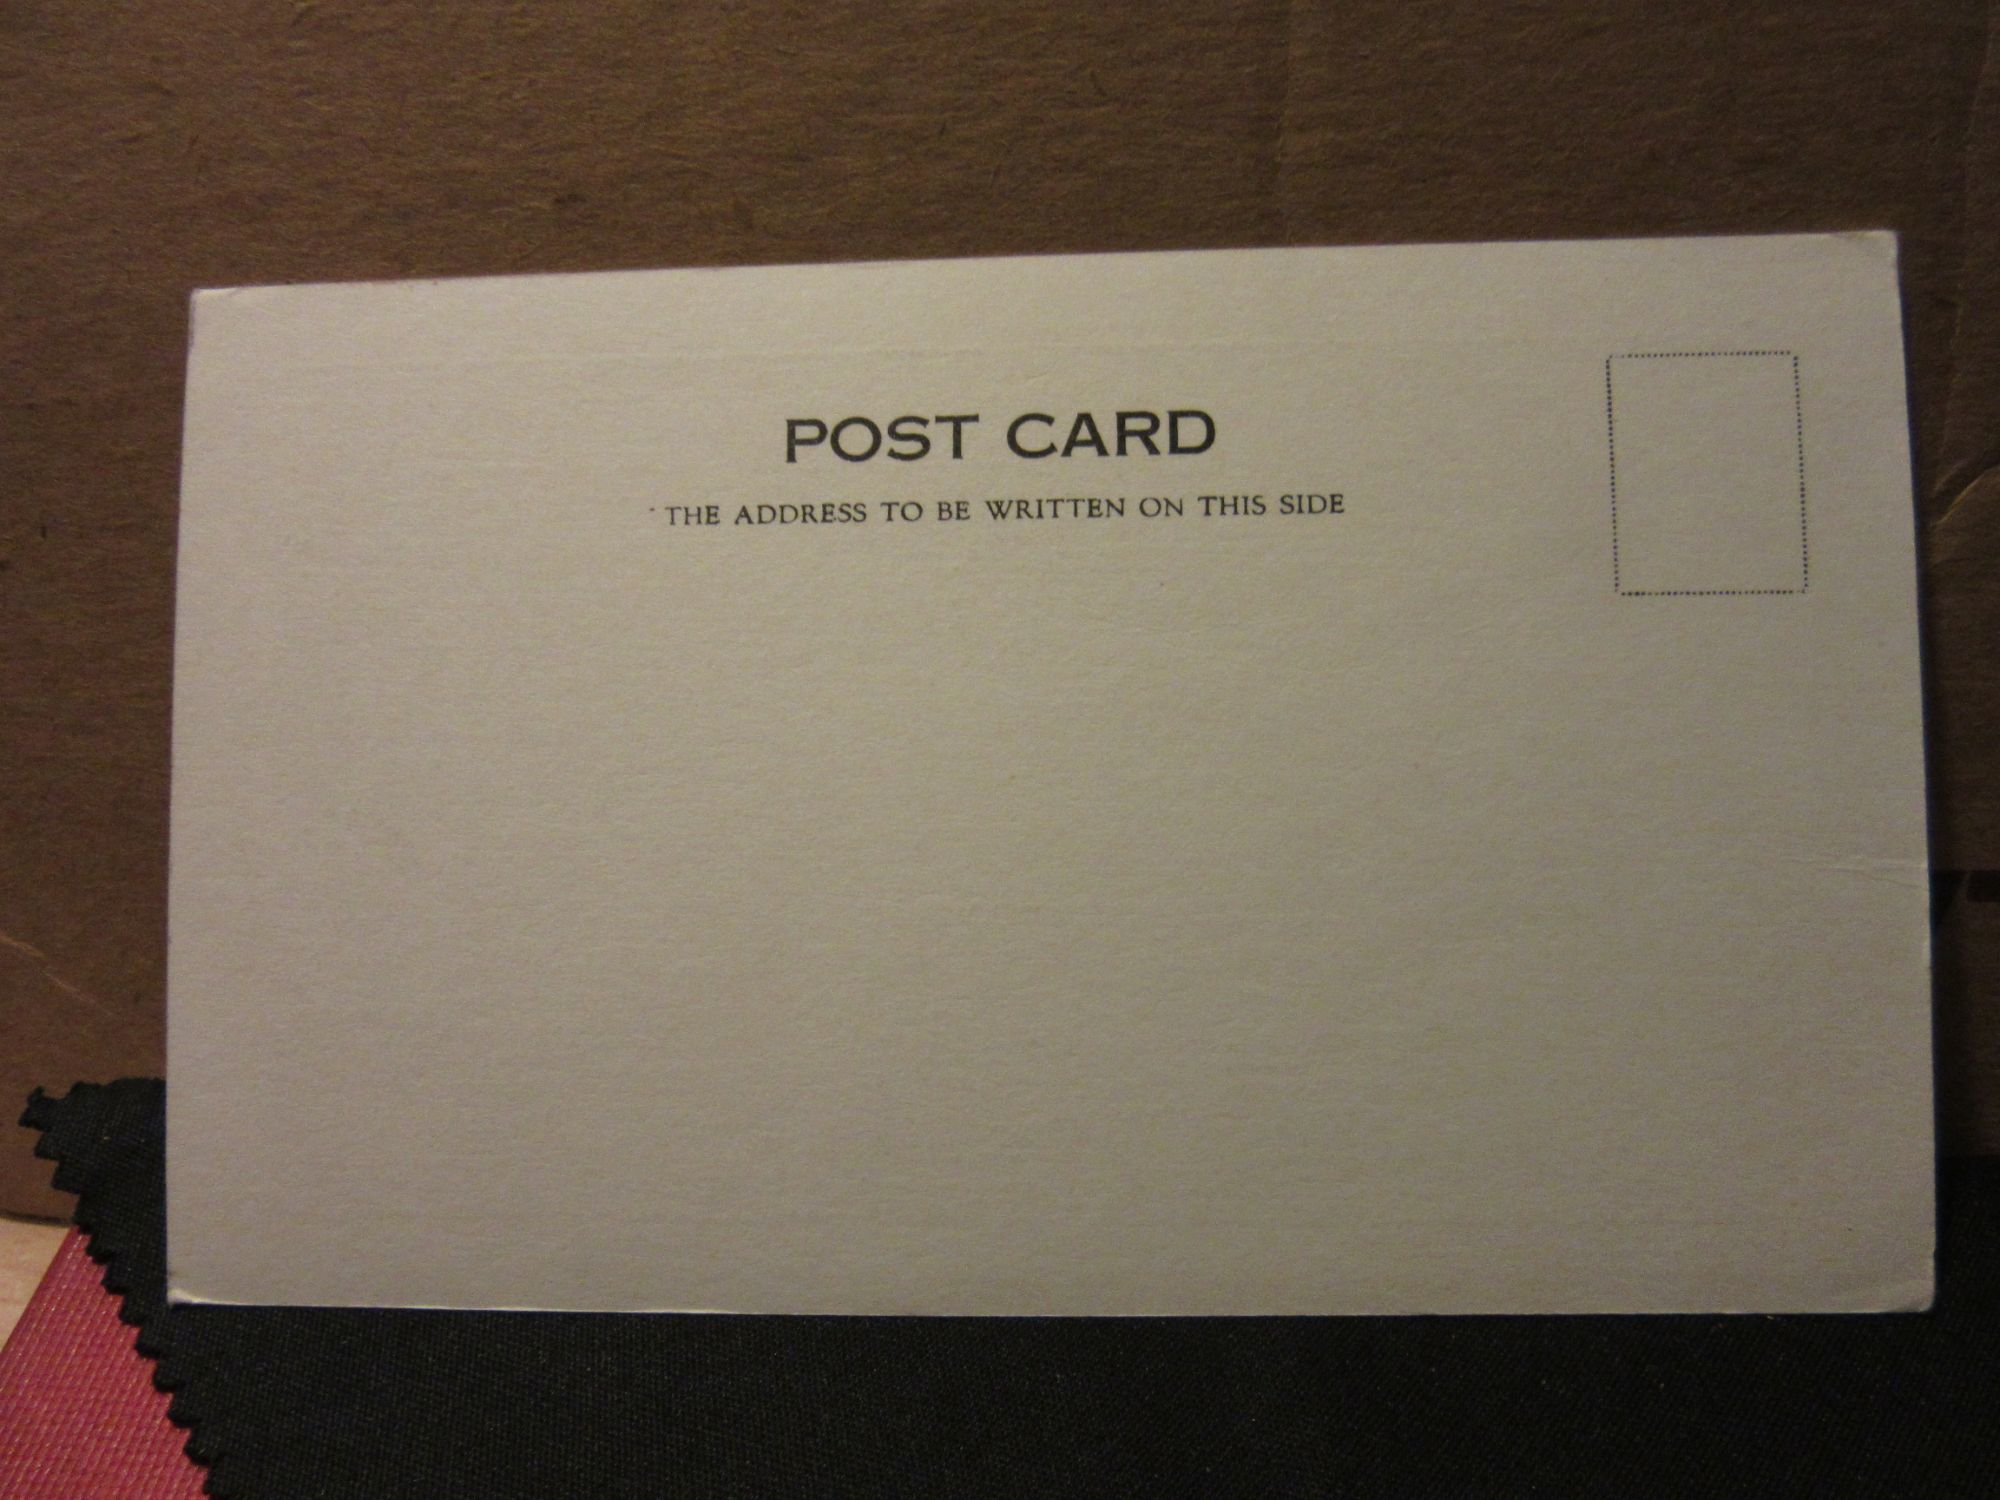 POST CARD
THE ADDRESS TO BE WRITTEN ON THIS SIDE